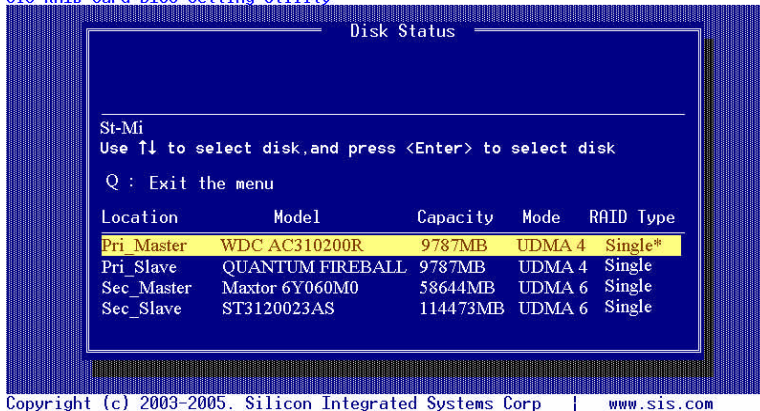 Disk Status
St-Mi
Use ↑↓ to select disk,and press <Enter> to select disk
Q : Exit the menu
Location Model Capacity Mode RAID Type
Pri_Master WDC AC310200R 9787MB UDMA 4 Single*
Pri_Slave QUANTUM FIREBALL 9787MB UDMA 4 Single
Sec_Master Maxtor 6Y060M0 58644MB UDMA 6 Single
Sec_Slave ST3120023AS 114473MB UDMA 6 Single
Copyright (c) 2003-2005. Silicon Integrated Systems Corp | www.sis.com